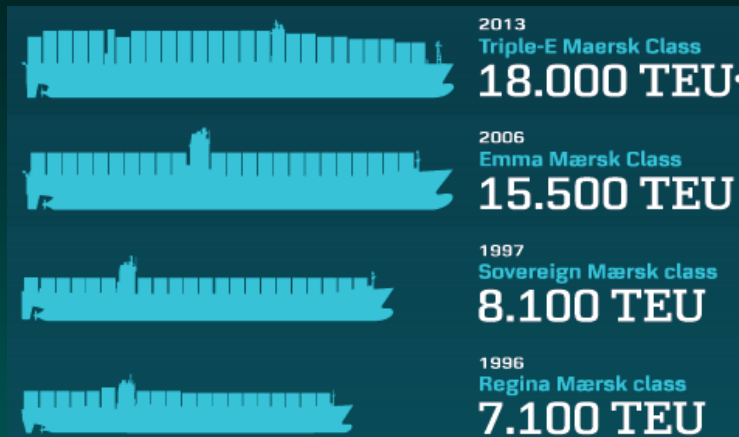 2013
Triple-E Maersk Class
18.000 TEU
2006
Emma Mærsk Class
15.500 TEU
1997
Sovereign Mærsk class
8.100 TEU
1996
Regina Mærsk class
7.100 TEU